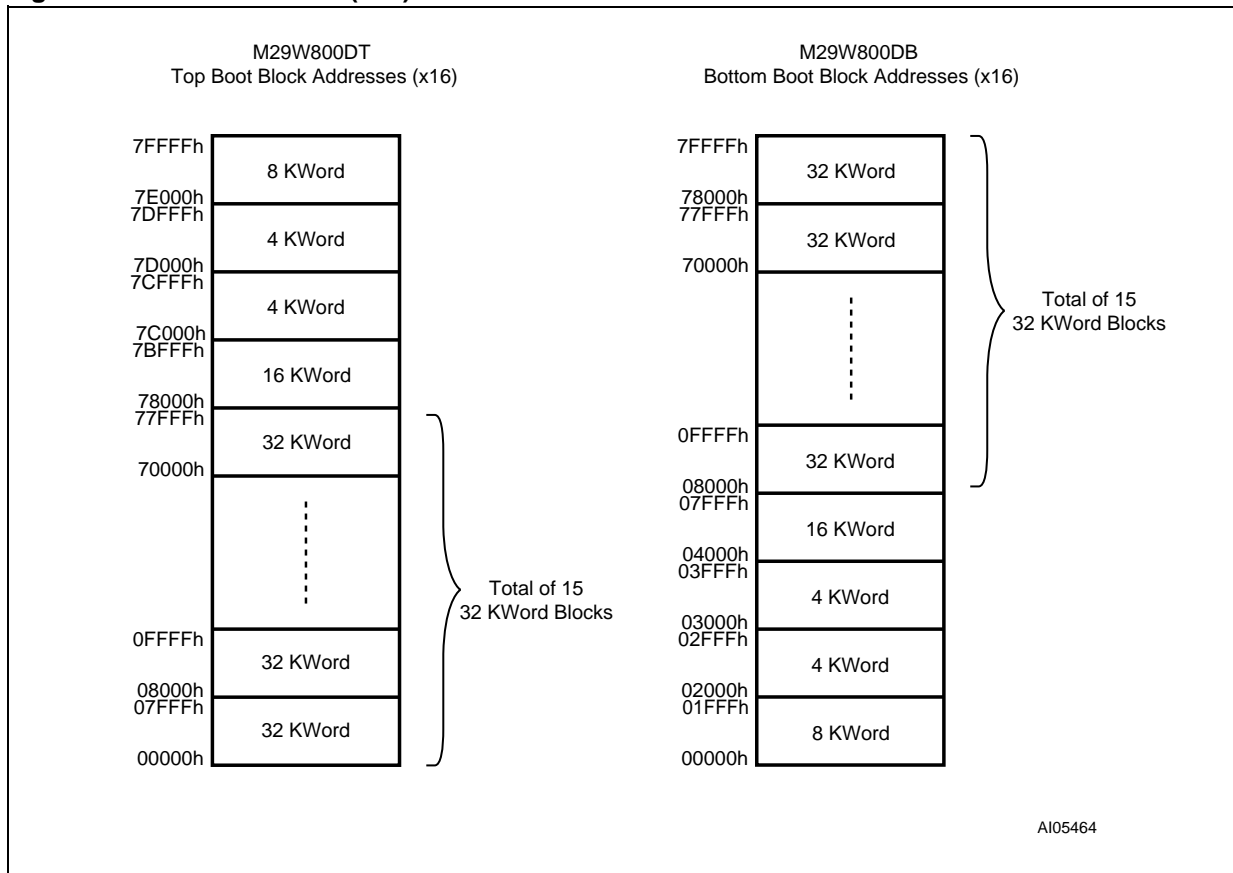 M29W800DT
Top Boot Block Addresses (x16)
7FFFFh
8 KWord
7E000h
7DFFFh
4 KWord
7D000h
7CFFFh
4 KWord
7C000h
7BFFFh
16 KWord
78000h
77FFFh
32 KWord
70000h
Total of 15
32 KWord Blocks
0FFFFh
32 KWord
08000h
07FFFh
32 KWord
00000h
M29W800DB
Bottom Boot Block Addresses (x16)
7FFFFh
32 KWord
78000h
77FFFh
32 KWord
70000h
Total of 15
32 KWord Blocks
0FFFFh
32 KWord
08000h
07FFFh
16 KWord
04000h
03FFFh
4 KWord
03000h
02FFFh
4 KWord
02000h
01FFFh
8 KWord
00000h
AI05464